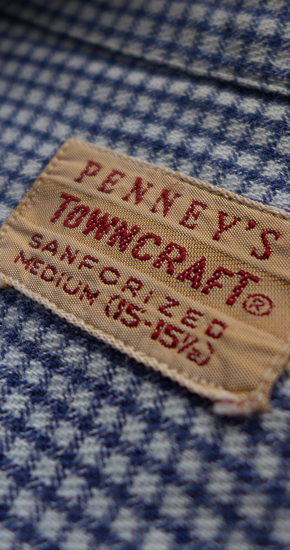 PENNEY'S
TOWNCRAFT®
SANFORIZED
MEDIUM (15-15½)